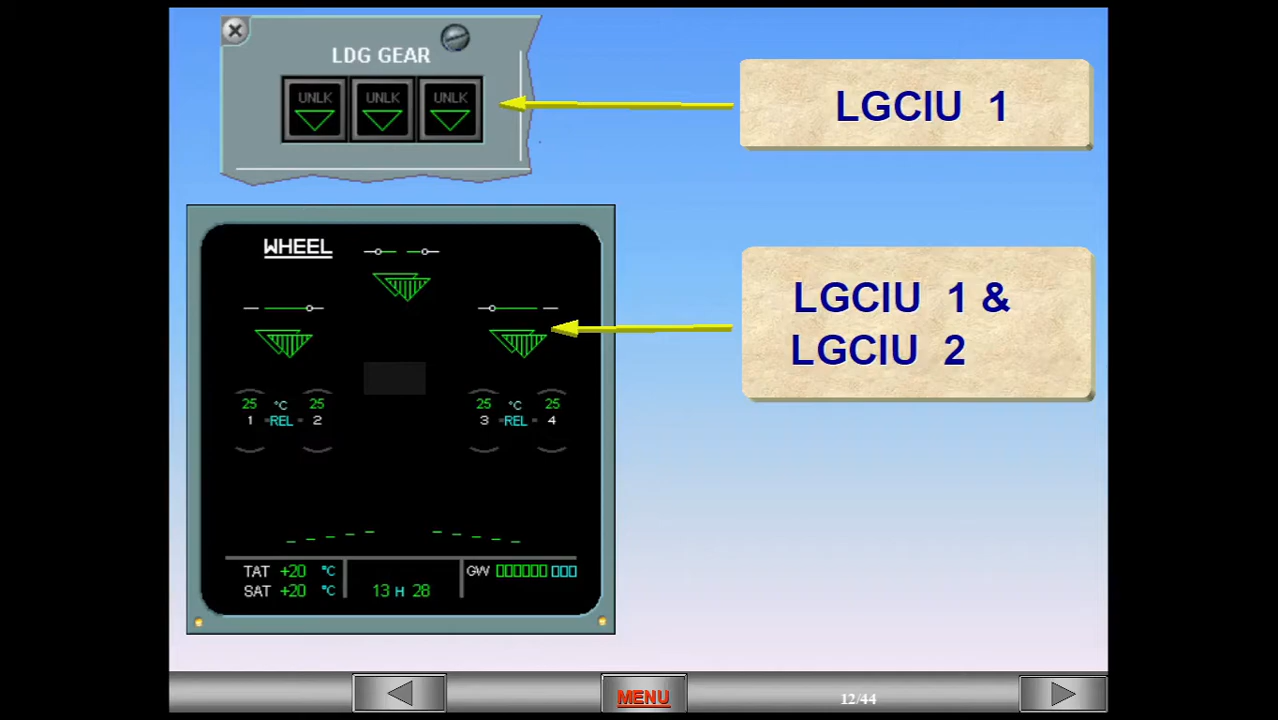 LDG GEAR
UNLK UNLK UNLK
LGCIU 1
WHEEL
LGCIU 1 &
LGCIU 2
25 °C 25 25 °C 25
1 REL 2 3 REL 4
TAT +20 °C GW
SAT +20 °C 13 H 28
MENU 12/44